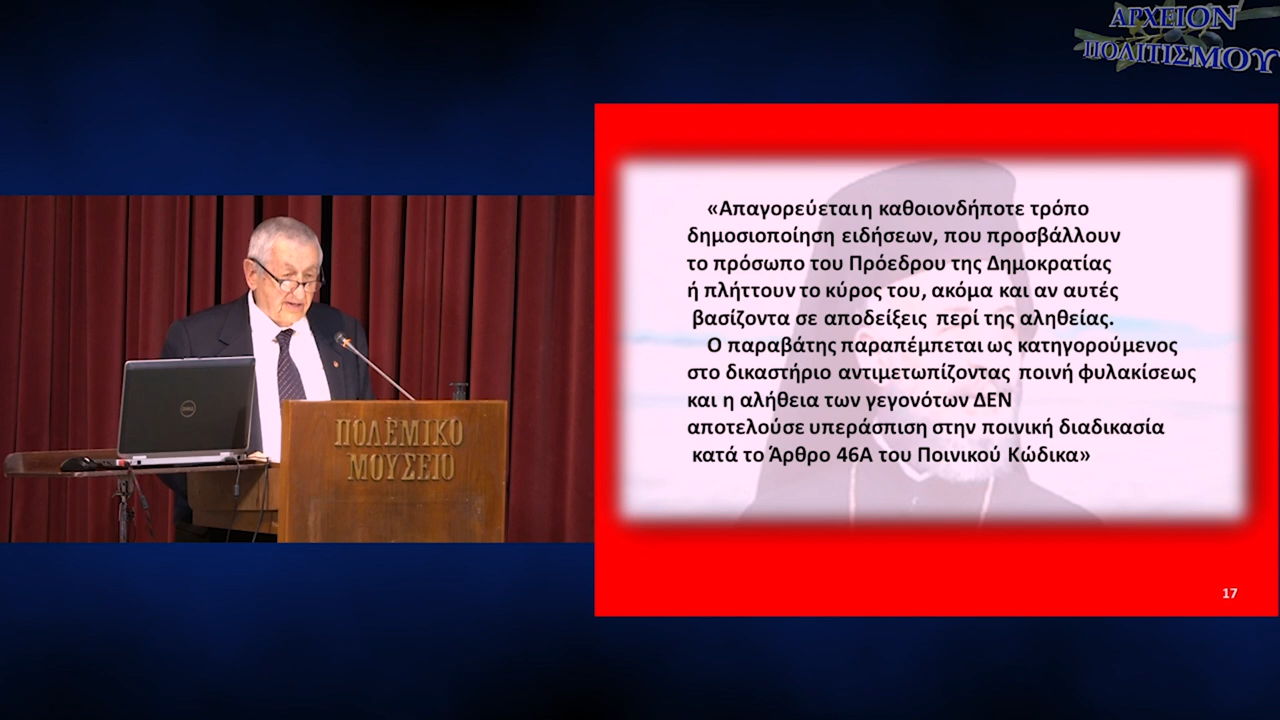 ΑΡΧΕΙΟΝ
ΠΟΛΙΤΙΣΜΟΥ
«Απαγορεύεται η καθοιονδήποτε τρόπο
δημοσιοποίηση ειδήσεων, που προσβάλλουν
το πρόσωπο του Πρόεδρου της Δημοκρατίας
ή πλήττουν το κύρος του, ακόμα και αν αυτές
βασίζοντα σε αποδείξεις περί της αληθείας.
Ο παραβάτης παραπέμπεται ως κατηγορούμενος
στο δικαστήριο αντιμετωπίζοντας ποινή φυλακίσεως
και η αλήθεια των γεγονότων ΔΕΝ
αποτελούσε υπεράσπιση στην ποινική διαδικασία
κατά το Άρθρο 46Α του Ποινικού Κώδικα»
17
DELL
ΠΟΛΕΜΙΚΟ
ΜΟΥΣΕΙΟ